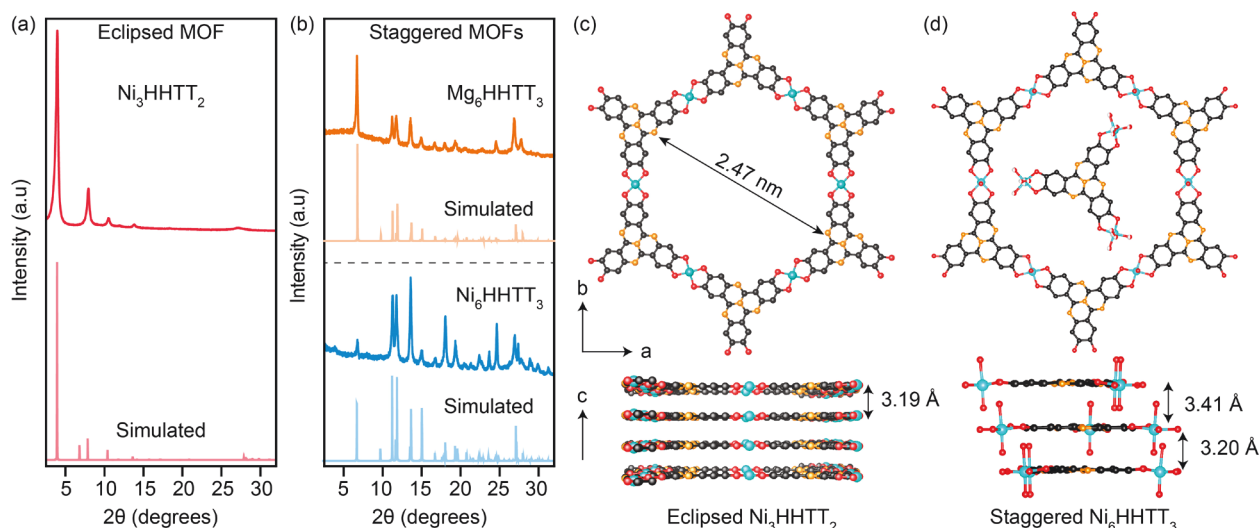 (a)
Eclipsed MOF
Ni₃HHTT₂
Simulated
Intensity (a.u)
5 10 15 20 25 30
2θ (degrees)
(b)
Staggered MOFs
Mg₆HHTT₃
Simulated
Ni₆HHTT₃
Simulated
Intensity (a.u)
5 10 15 20 25 30
2θ (degrees)
(c)
2.47 nm
b
a
c
3.19 Å
Eclipsed Ni₃HHTT₂
(d)
3.41 Å
3.20 Å
Staggered Ni₆HHTT₃